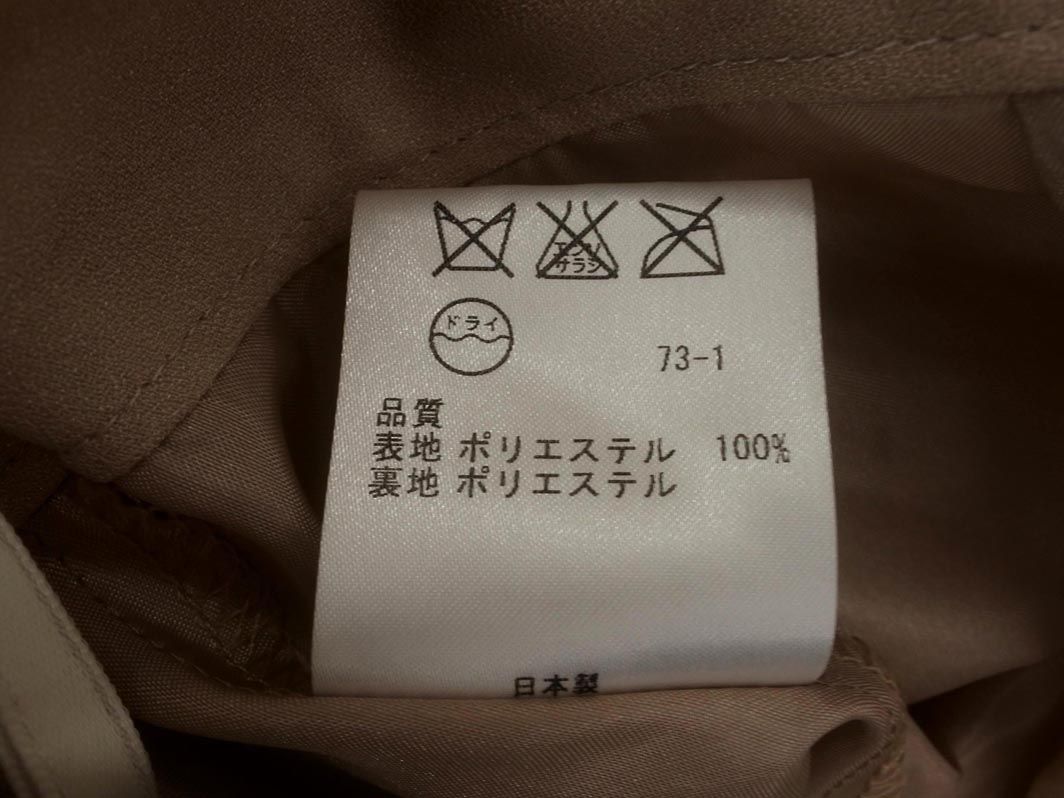 エンソ
サラシ
ドライ
73-1
品質
表地 ポリエステル 100%
裏地 ポリエステル
日本製